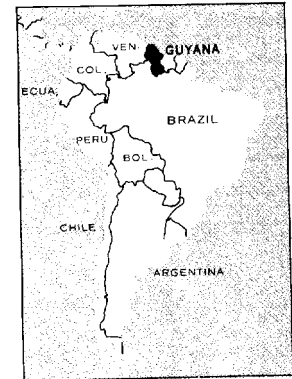 VEN.
GUYANA
COL.
ECUA.
BRAZIL
PERU
BOL.
CHILE
ARGENTINA